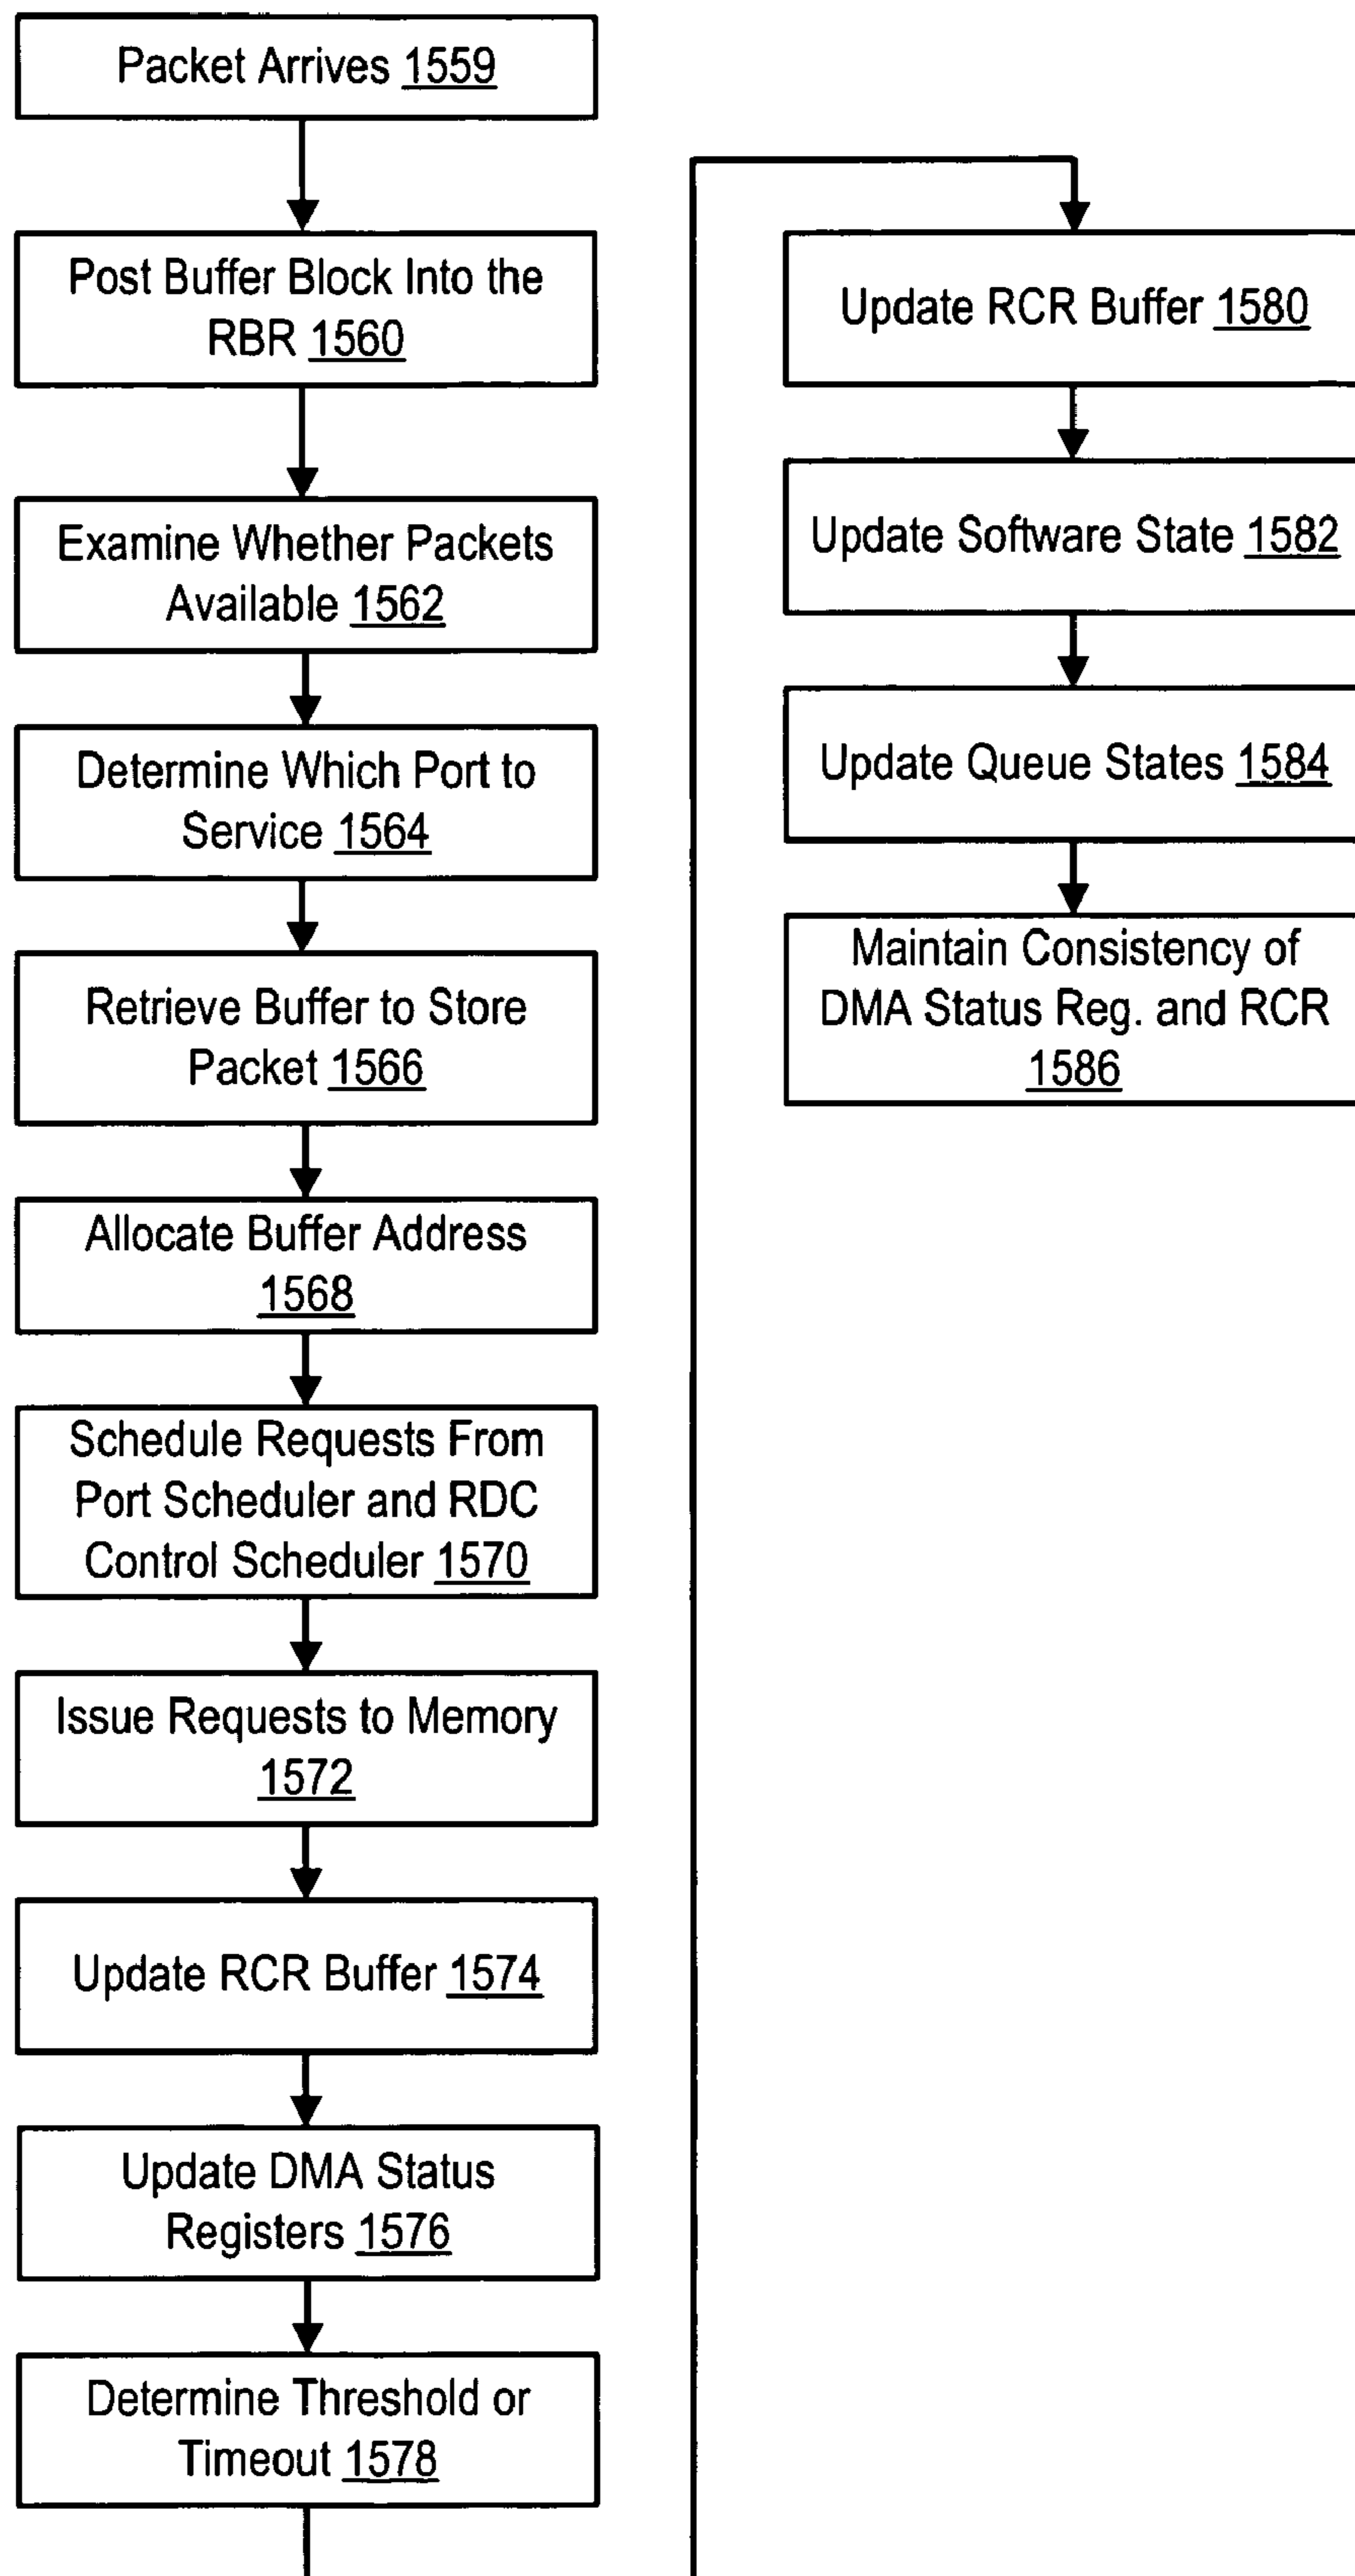 Packet Arrives 1559
Post Buffer Block Into the
RBR 1560
Examine Whether Packets
Available 1562
Determine Which Port to
Service 1564
Retrieve Buffer to Store
Packet 1566
Allocate Buffer Address
1568
Schedule Requests From
Port Scheduler and RDC
Control Scheduler 1570
Issue Requests to Memory
1572
Update RCR Buffer 1574
Update DMA Status
Registers 1576
Determine Threshold or
Timeout 1578
Update RCR Buffer 1580
Update Software State 1582
Update Queue States 1584
Maintain Consistency of
DMA Status Reg. and RCR
1586